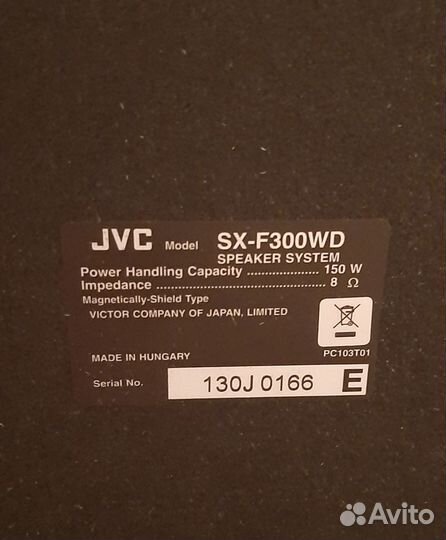 JVC Model SX-F300WD
SPEAKER SYSTEM
Power Handling Capacity ..................... 150 W
Impedance ................................................ 8 Ω
Magnetically-Shield Type
VICTOR COMPANY OF JAPAN, LIMITED
PC103T01
MADE IN HUNGARY
Serial No. 130J 0166 E
Avito